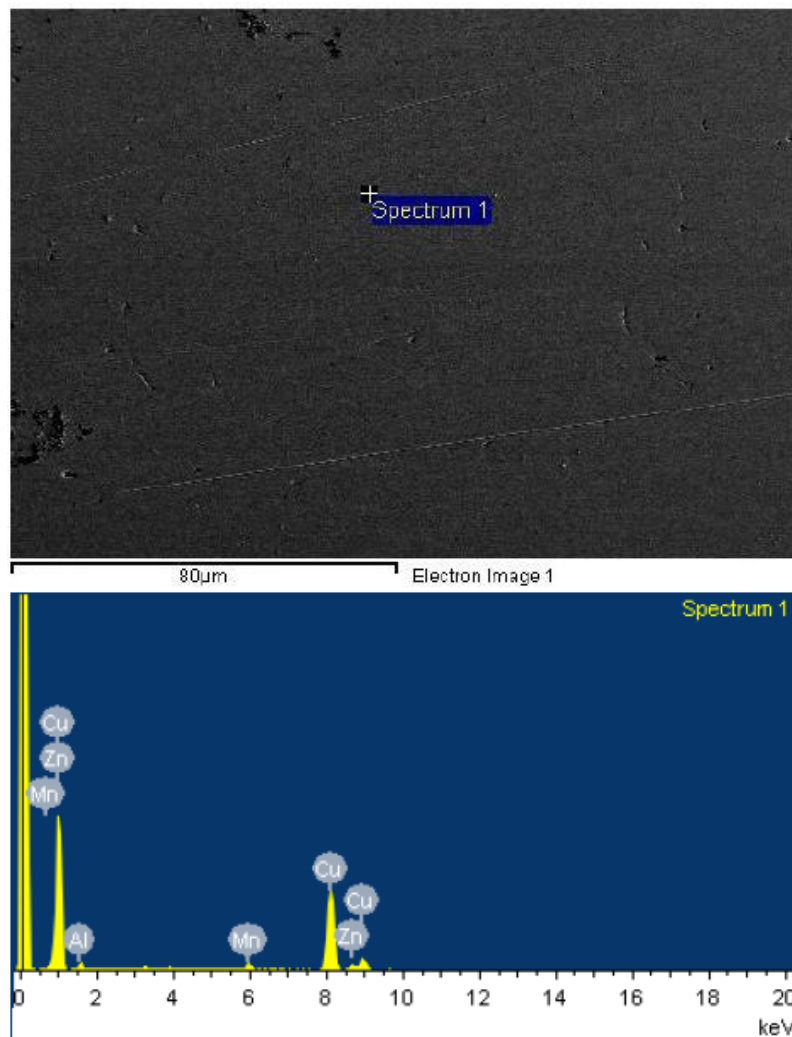 Spectrum 1
80µm Electron Image 1
Spectrum 1
Cu
Zn
Mn
Cu
Cu
Al
Mn
Zn
0 2 4 6 8 10 12 14 16 18 20
keV